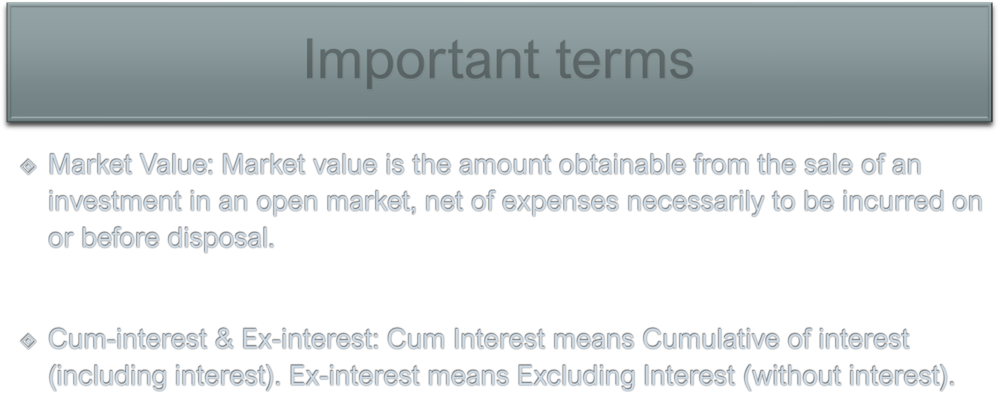 Important terms
Market Value: Market value is the amount obtainable from the sale of an
investment in an open market, net of expenses necessarily to be incurred on
or before disposal.
Cum-interest & Ex-interest: Cum Interest means Cumulative of interest
(including interest). Ex-interest means Excluding Interest (without interest).